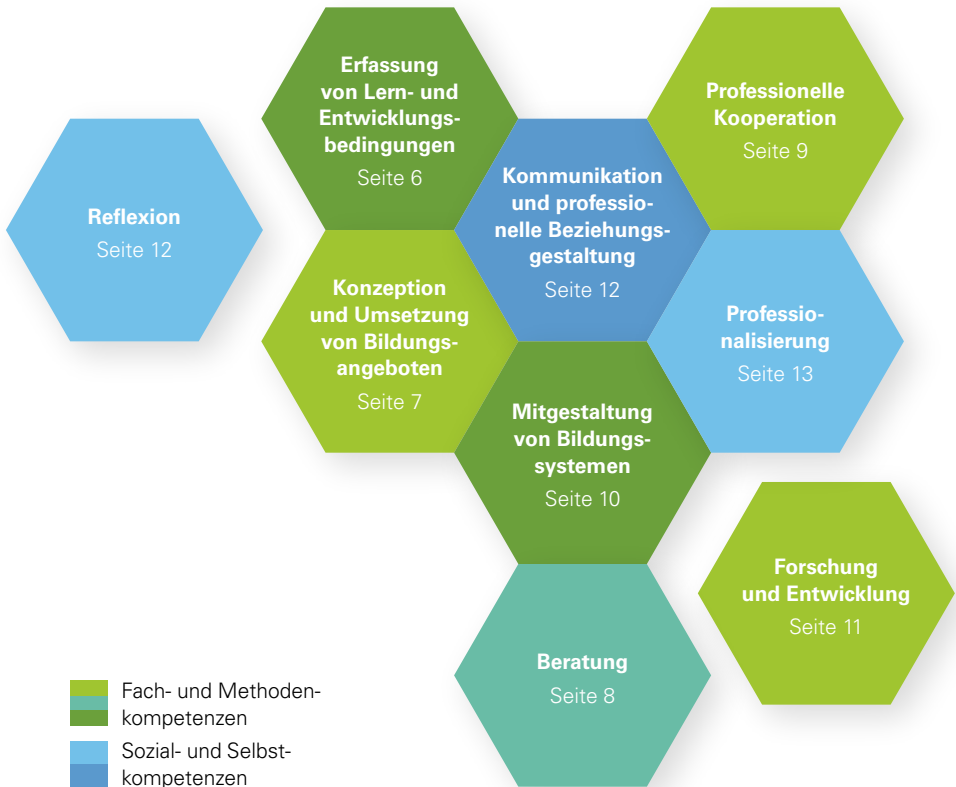 Erfassung
von Lern- und
Entwicklungs-
bedingungen
Seite 6
Professionelle
Kooperation
Seite 9
Reflexion
Seite 12
Kommunikation
und professio-
nelle Beziehungs-
gestaltung
Seite 12
Konzeption
und Umsetzung
von Bildungs-
angeboten
Seite 7
Professio-
nalisierung
Seite 13
Mitgestaltung
von Bildungs-
systemen
Seite 10
Forschung
und Entwicklung
Seite 11
Beratung
Seite 8
Fach- und Methoden-
kompetenzen
Sozial- und Selbst-
kompetenzen